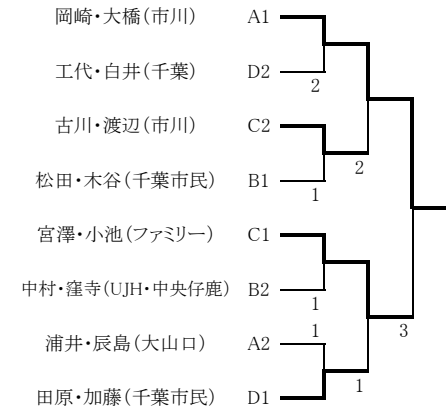 岡崎・大橋(市川) A1
工代・白井(千葉) D2
2
古川・渡辺(市川) C2
2
松田・木谷(千葉市民) B1
1
宮澤・小池(ファミリー) C1
中村・窪寺(UJH・中央仔鹿) B2
1
1
浦井・辰島(大山口) A2
3
田原・加藤(千葉市民) D1
1